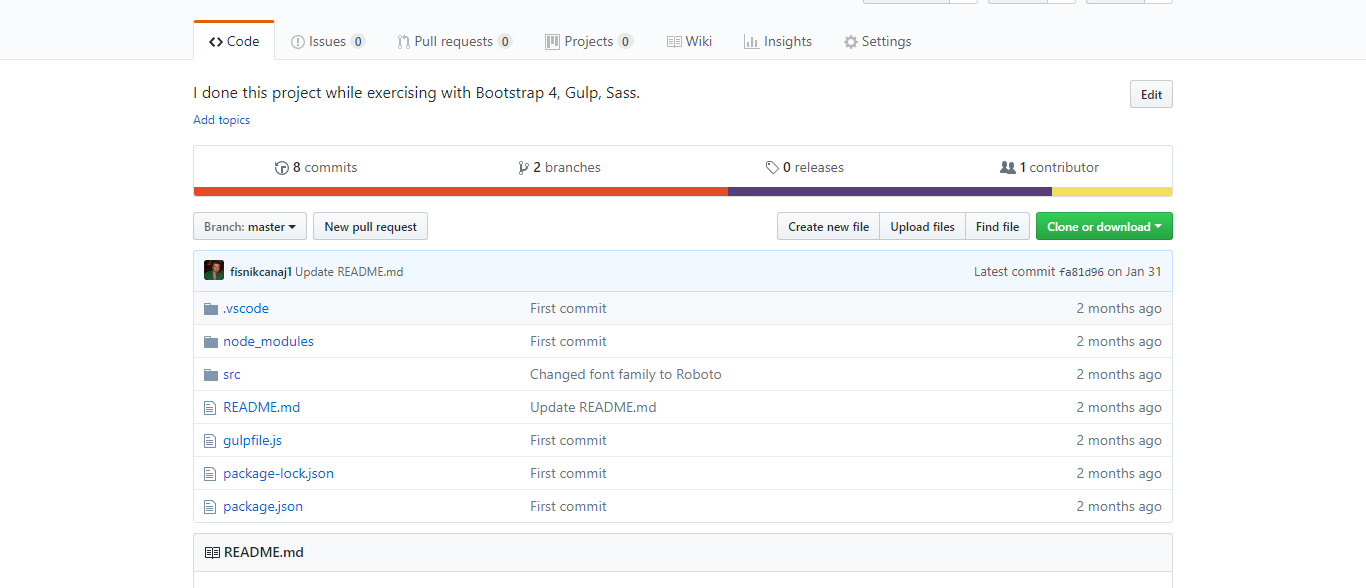 Code Issues 0 Pull requests 0 Projects 0 Wiki Insights Settings
I done this project while exercising with Bootstrap 4, Gulp, Sass. Edit
Add topics
8 commits 2 branches 0 releases 1 contributor
Branch: master New pull request Create new file Upload files Find file Clone or download
fisnikcanaj1 Update README.md Latest commit fa81d96 on Jan 31
.vscode First commit 2 months ago
node_modules First commit 2 months ago
src Changed font family to Roboto 2 months ago
README.md Update README.md 2 months ago
gulpfile.js First commit 2 months ago
package-lock.json First commit 2 months ago
package.json First commit 2 months ago
README.md